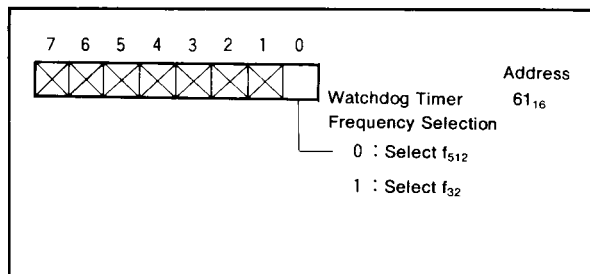 7 6 5 4 3 2 1 0
Address
Watchdog Timer 61₁₆
Frequency Selection
0 : Select f₅₁₂
1 : Select f₃₂